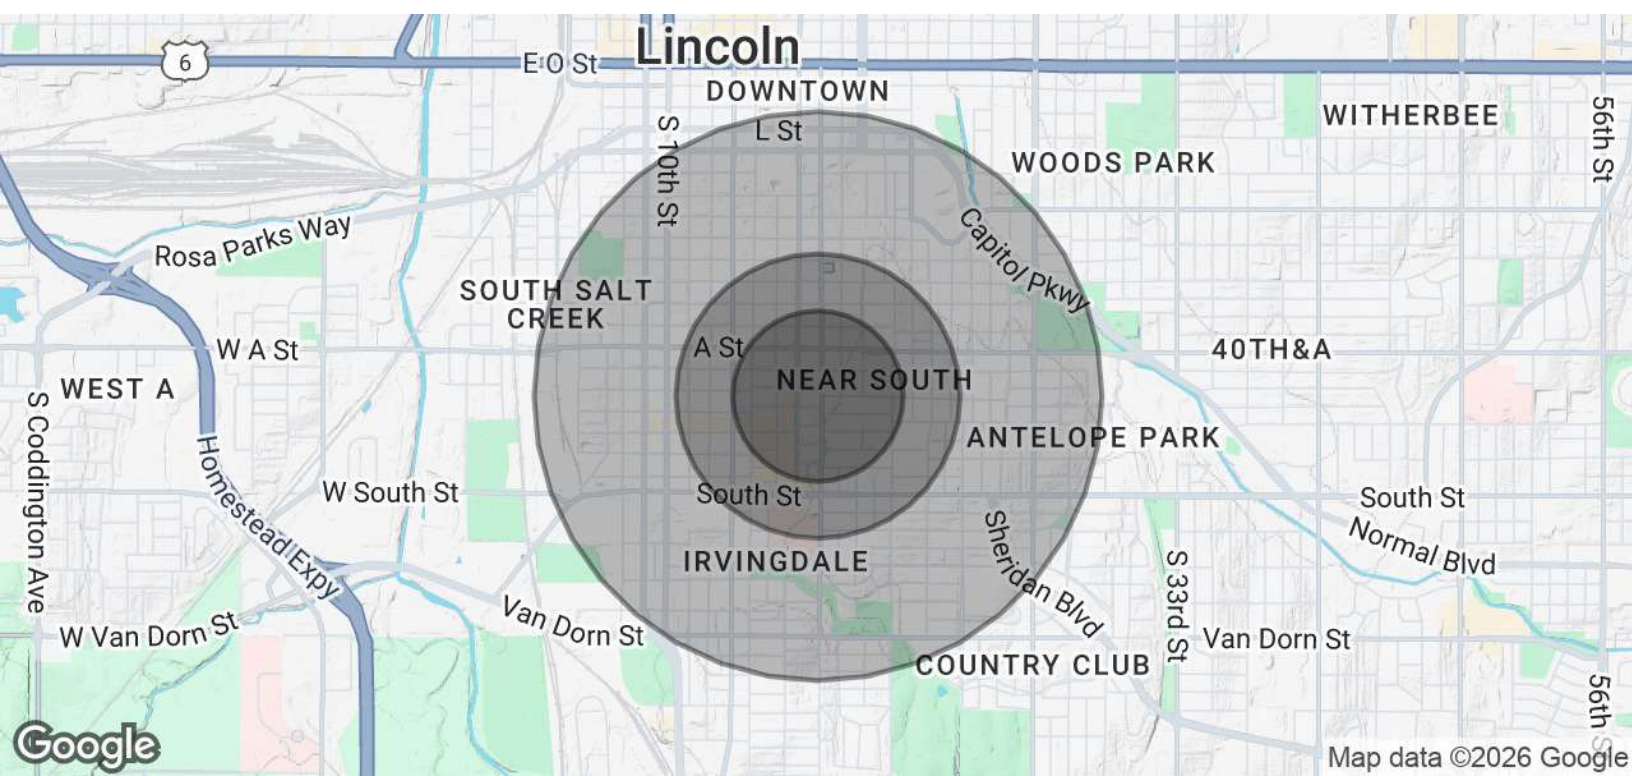 Lincoln
6
E O St
DOWNTOWN
L St
S 10th St
WITHERBEE
56th St
WOODS PARK
Rosa Parks Way
Capitol Pkwy
SOUTH SALT
CREEK
W A St
A St
40TH&A
WEST A
NEAR SOUTH
S Coddington Ave
ANTELOPE PARK
Homestead Expy
W South St
South St
South St
Normal Blvd
Sheridan Blvd
IRVINGDALE
S 33rd St
W Van Dorn St
Van Dorn St
Van Dorn St
COUNTRY CLUB
56th S
Google
Map data ©2026 Google